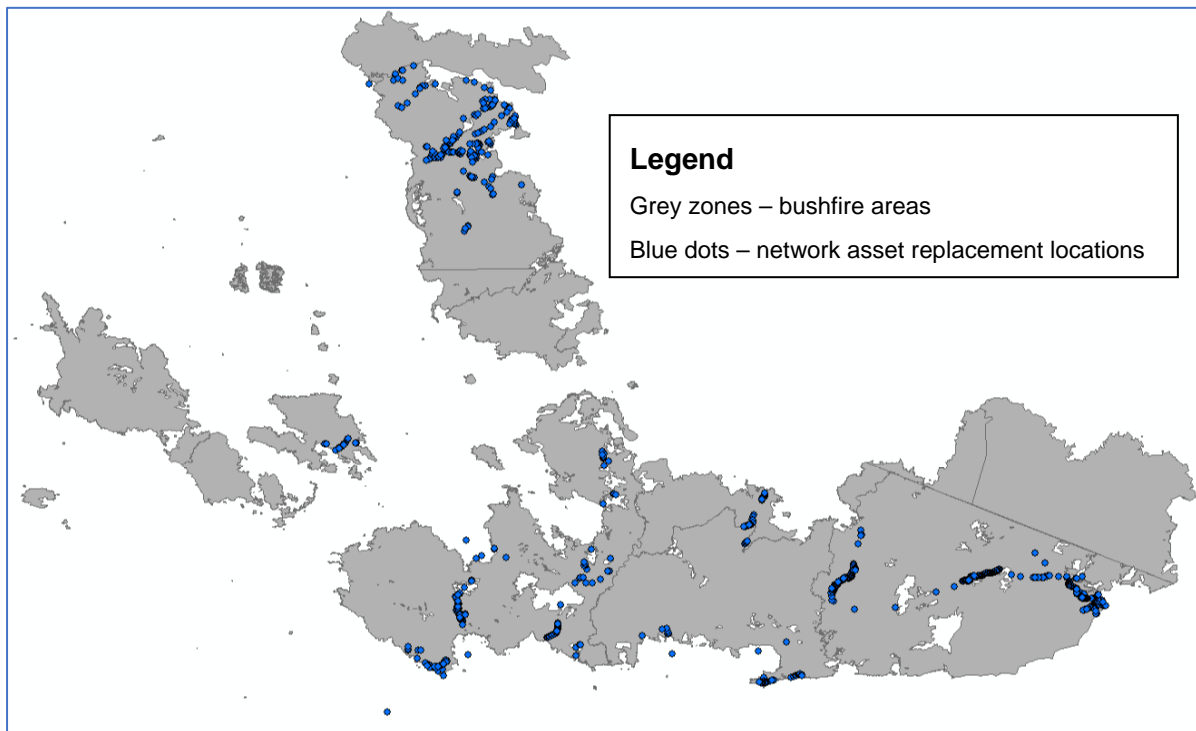 Legend
Grey zones – bushfire areas
Blue dots – network asset replacement locations